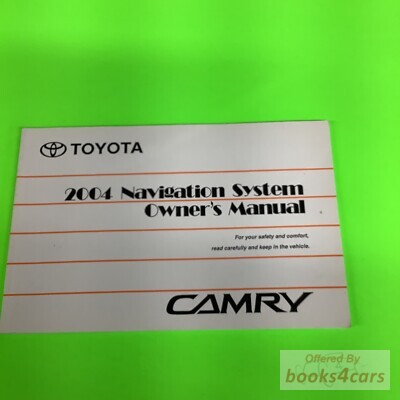 TOYOTA
2004 Navigation System
Owner's Manual
For your safety and comfort,
read carefully and keep in the vehicle.
CAMRY
Offered By
books4cars